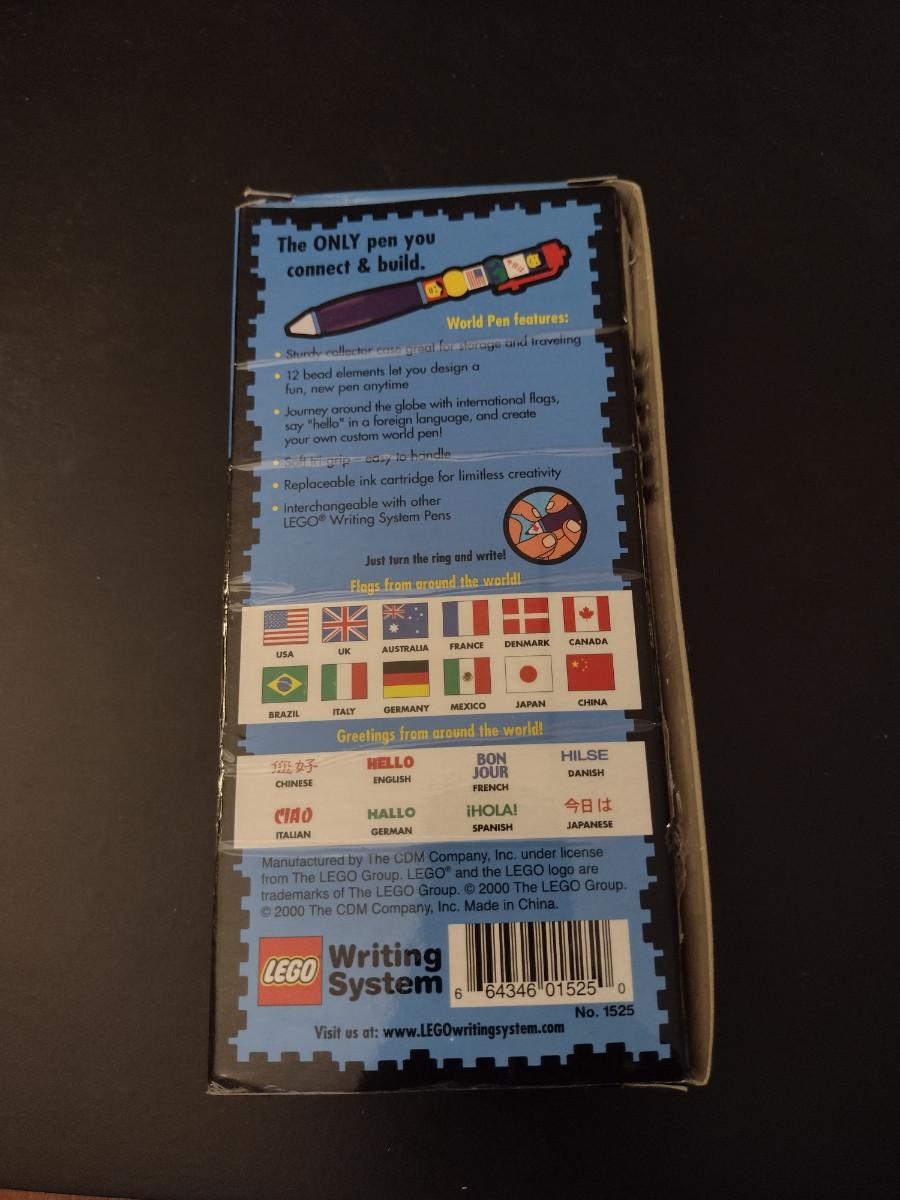 The ONLY pen you
connect & build.
World Pen features:
• Sturdy collector case great for storage and traveling
• 12 bead elements let you design a
fun, new pen anytime
• Journey around the globe with international flags,
say "hello" in a foreign language, and create
your own custom world pen!
• Soft tri-grip – easy to handle
• Replaceable ink cartridge for limitless creativity
• Interchangeable with other
LEGO® Writing System Pens
Just turn the ring and write!
Flags from around the world!
USA UK AUSTRALIA FRANCE DENMARK CANADA
BRAZIL ITALY GERMANY MEXICO JAPAN CHINA
Greetings from around the world!
您好 HELLO BON JOUR HILSE
CHINESE ENGLISH FRENCH DANISH
CIAO HALLO ¡HOLA! 今日は
ITALIAN GERMAN SPANISH JAPANESE
Manufactured by The CDM Company, Inc. under license
from The LEGO Group. LEGO® and the LEGO logo are
trademarks of The LEGO Group. © 2000 The LEGO Group.
© 2000 The CDM Company, Inc. Made in China.
LEGO Writing
System
6 64346 01525 0
No. 1525
Visit us at: www.LEGOwritingsystem.com